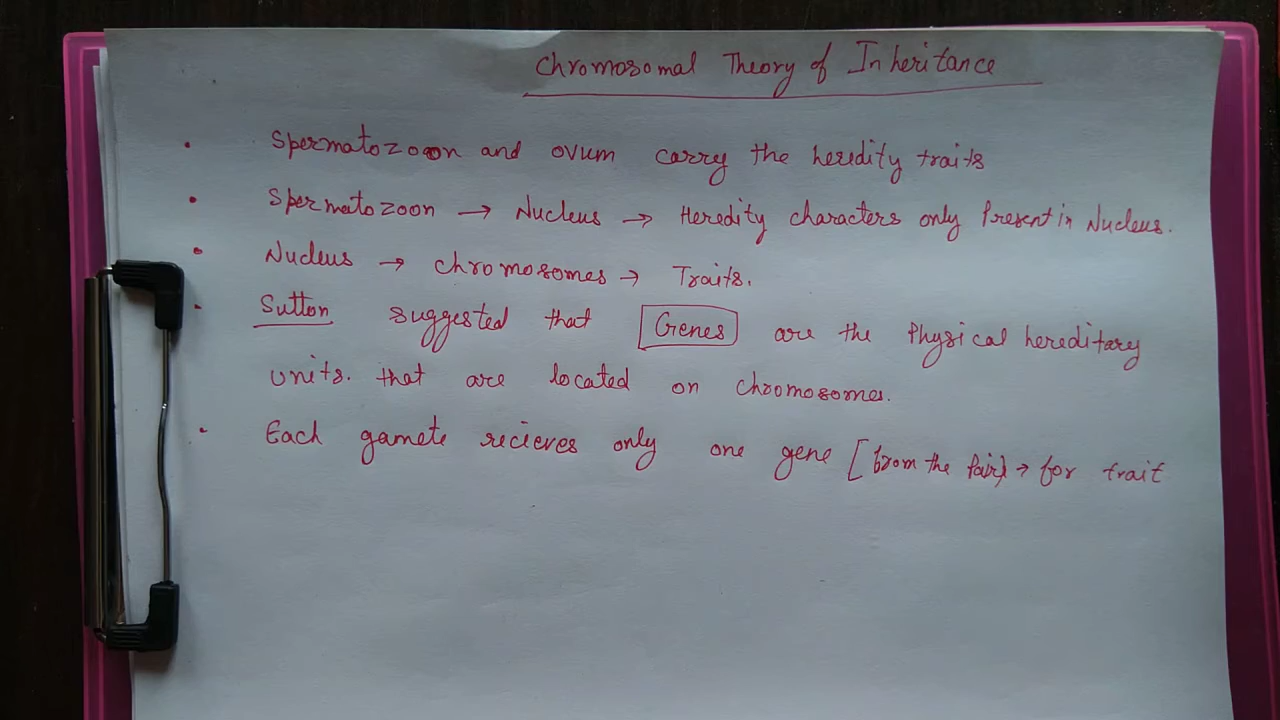 Chromosomal Theory of Inheritance
• Spermatozoon and ovum carry the heredity traits
• Spermatozoon → Nucleus → Heredity characters only Present in Nucleus.
• Nucleus → chromosomes → Traits.
• Sutton suggested that Genes are the Physical hereditary
units. that are located on chromosomes.
• Each gamete recieves only one gene [from the pair] → for trait